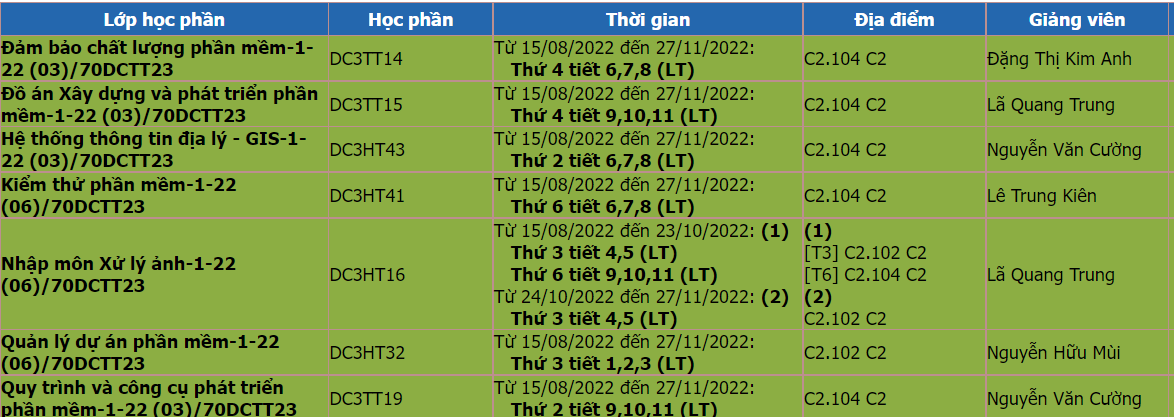 Lớp học phần Học phần Thời gian Địa điểm Giảng viên
Đảm bảo chất lượng phần mềm-1-
22 (03)/70DCTT23
DC3TT14
Từ 15/08/2022 đến 27/11/2022:
Thứ 4 tiết 6,7,8 (LT)
C2.104 C2
Đặng Thị Kim Anh
Đồ án Xây dựng và phát triển phần
mềm-1-22 (03)/70DCTT23
DC3TT15
Từ 15/08/2022 đến 27/11/2022:
Thứ 4 tiết 9,10,11 (LT)
C2.104 C2
Lã Quang Trung
Hệ thống thông tin địa lý - GIS-1-
22 (03)/70DCTT23
DC3HT43
Từ 15/08/2022 đến 27/11/2022:
Thứ 2 tiết 6,7,8 (LT)
C2.104 C2
Nguyễn Văn Cường
Kiểm thử phần mềm-1-22
(06)/70DCTT23
DC3HT41
Từ 15/08/2022 đến 27/11/2022:
Thứ 6 tiết 6,7,8 (LT)
C2.104 C2
Lê Trung Kiên
Nhập môn Xử lý ảnh-1-22
(06)/70DCTT23
DC3HT16
Từ 15/08/2022 đến 23/10/2022: (1)
Thứ 3 tiết 4,5 (LT)
Thứ 6 tiết 9,10,11 (LT)
Từ 24/10/2022 đến 27/11/2022: (2)
Thứ 3 tiết 4,5 (LT)
(1)
[T3] C2.102 C2
[T6] C2.104 C2
(2)
C2.102 C2
Lã Quang Trung
Quản lý dự án phần mềm-1-22
(06)/70DCTT23
DC3HT32
Từ 15/08/2022 đến 27/11/2022:
Thứ 3 tiết 1,2,3 (LT)
C2.102 C2
Nguyễn Hữu Mùi
Quy trình và công cụ phát triển
phần mềm-1-22 (03)/70DCTT23
DC3TT19
Từ 15/08/2022 đến 27/11/2022:
Thứ 2 tiết 9,10,11 (LT)
C2.104 C2
Nguyễn Văn Cường